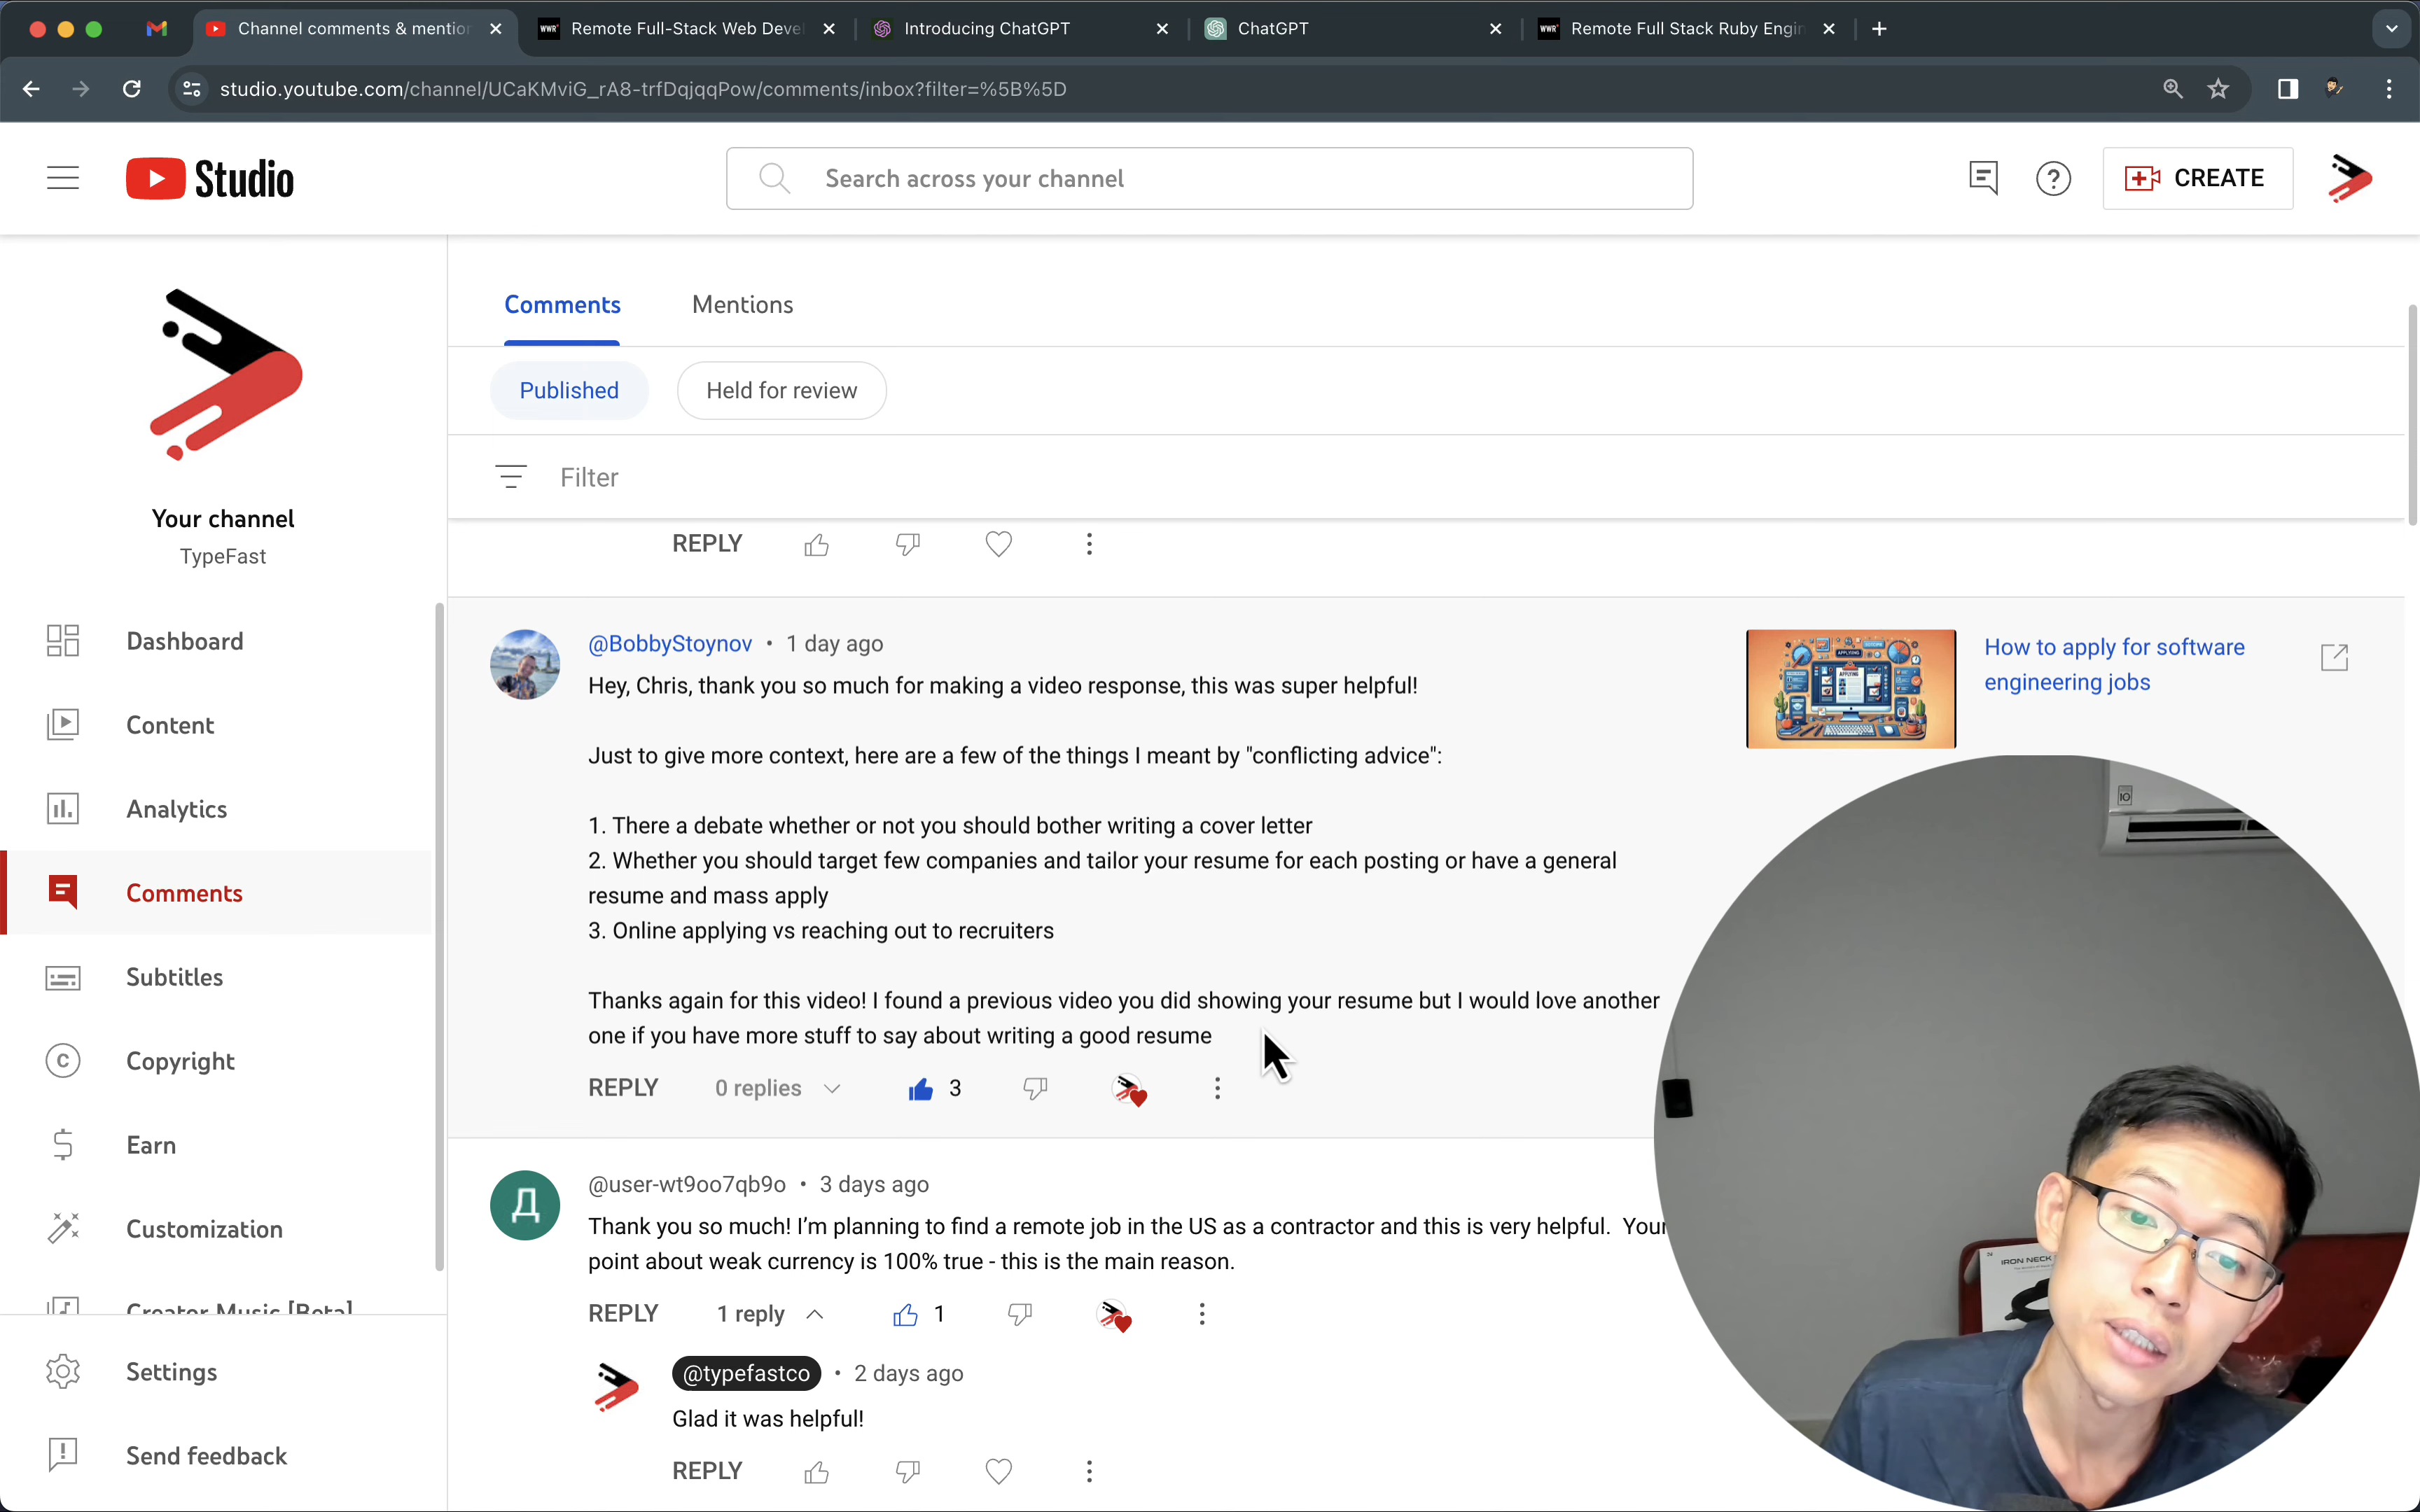 Channel comments & mention
Remote Full-Stack Web Devel
Introducing ChatGPT
ChatGPT
Remote Full Stack Ruby Engin
studio.youtube.com/channel/UCaKMviG_rA8-trfDqjqqPow/comments/inbox?filter=%5B%5D
Studio
Search across your channel
CREATE
Your channel
TypeFast
Dashboard
Content
Analytics
Comments
Subtitles
Copyright
Earn
Customization
Creator Music [Beta]
Settings
Send feedback
Comments
Mentions
Published
Held for review
Filter
REPLY
@BobbyStoynov • 1 day ago
Hey, Chris, thank you so much for making a video response, this was super helpful!
Just to give more context, here are a few of the things I meant by "conflicting advice":
1. There a debate whether or not you should bother writing a cover letter
2. Whether you should target few companies and tailor your resume for each posting or have a general
resume and mass apply
3. Online applying vs reaching out to recruiters
Thanks again for this video! I found a previous video you did showing your resume but I would love another
one if you have more stuff to say about writing a good resume
REPLY 0 replies 3
How to apply for software
engineering jobs
@user-wt9oo7qb9o • 3 days ago
Д
Thank you so much! I’m planning to find a remote job in the US as a contractor and this is very helpful. Your
point about weak currency is 100% true - this is the main reason.
REPLY 1 reply 1
@typefastco • 2 days ago
Glad it was helpful!
REPLY
IRON NECK